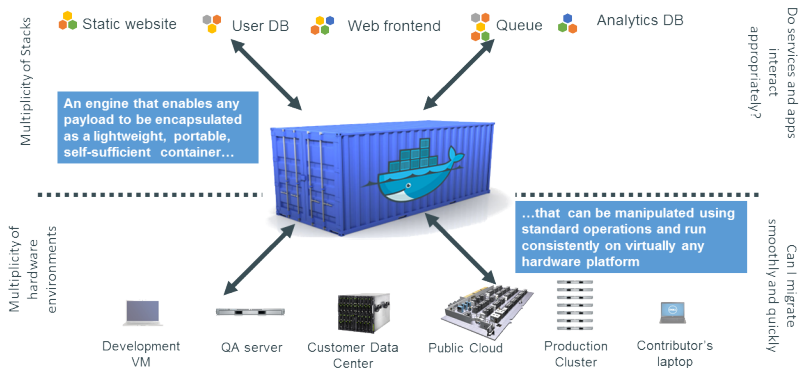 Static website
User DB
Web frontend
Queue
Analytics DB
Multiplicity of Stacks
Do services and apps
interact
appropriately?
An engine that enables any
payload to be encapsulated
as a lightweight, portable,
self-sufficient container…
…that can be manipulated using
standard operations and run
consistently on virtually any
hardware platform
Multiplicity of
hardware
environments
Can I migrate
smoothly and quickly
Development
VM
QA server
Customer Data
Center
Public Cloud
Production
Cluster
Contributor’s
laptop